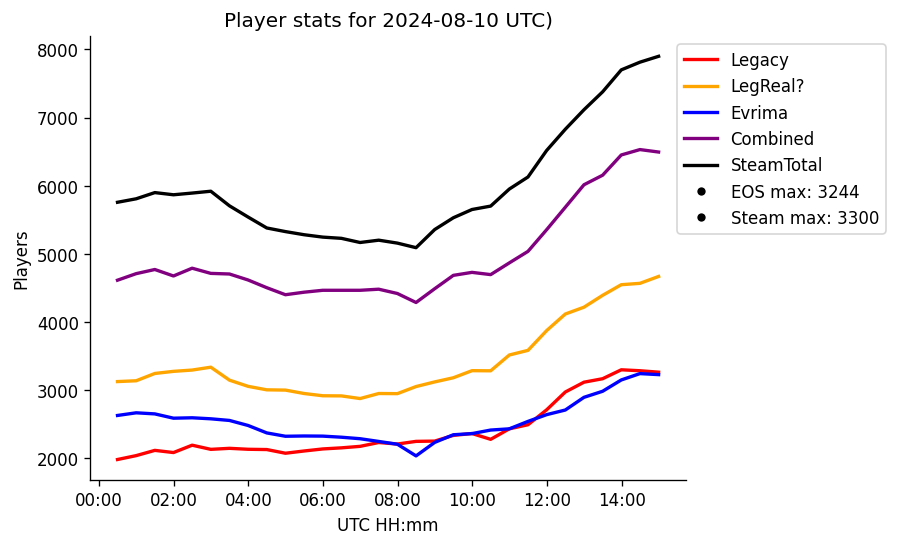 Player stats for 2024-08-10 UTC)
8000
7000
6000
5000
4000
3000
2000
Players
00:00 02:00 04:00 06:00 08:00 10:00 12:00 14:00
UTC HH:mm
Legacy
LegReal?
Evrima
Combined
SteamTotal
EOS max: 3244
Steam max: 3300